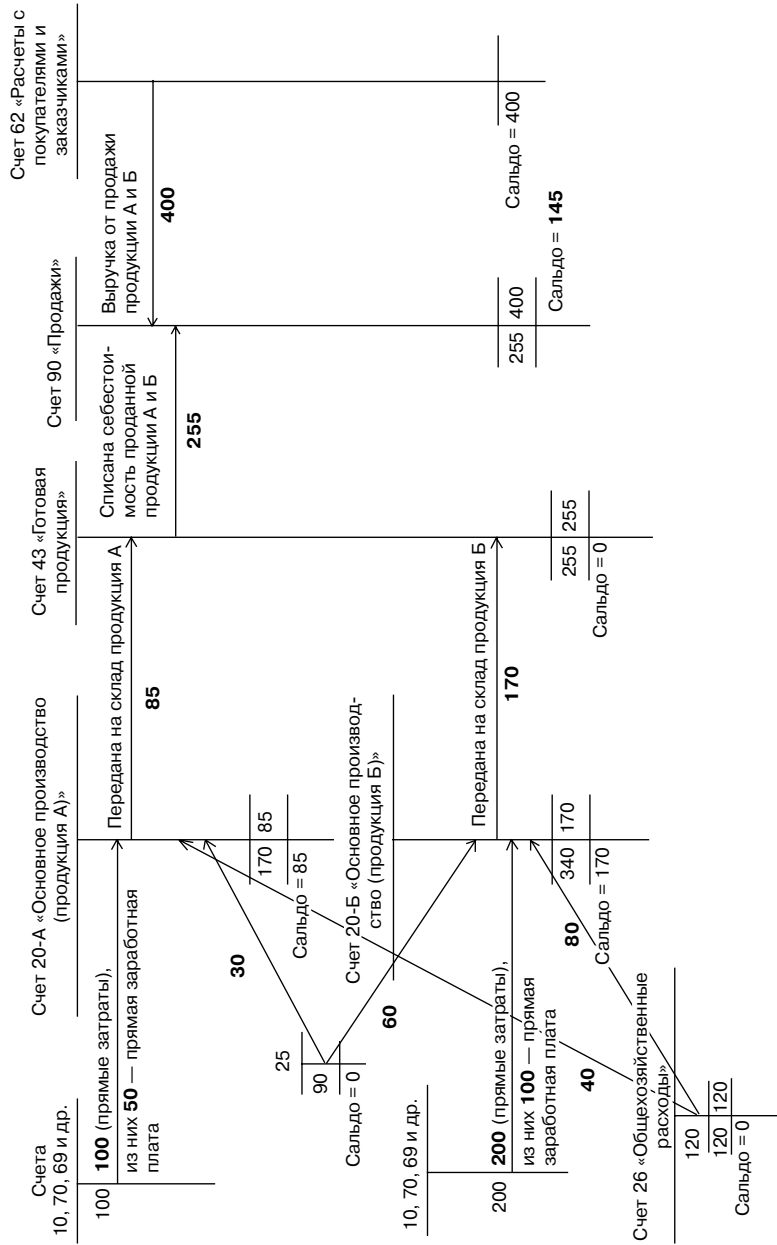 Счета
10, 70, 69 и др.
100
100 (прямые затраты),
из них 50 — прямая заработная
плата
Счет 20-А «Основное производство
(продукция А)»
Передана на склад продукция А
85
170
85
Сальдо = 85
Счет 43 «Готовая
продукция»
Списана себестои-
мость проданной
продукции А и Б
255
Счет 90 «Продажи»
Выручка от продажи
продукции А и Б
400
Счет 62 «Расчеты с
покупателями и
заказчиками»
25
90
Сальдо = 0
30
60
10, 70, 69 и др.
200
200 (прямые затраты),
из них 100 — прямая
заработная плата
Счет 20-Б «Основное производ-
ство (продукция Б)»
Передана на склад продукция Б
170
340
170
Сальдо = 170
255
255
Сальдо = 0
255
400
Сальдо = 145
Сальдо = 400
Счет 26 «Общехозяйственные
расходы»
120
120
120
Сальдо = 0
40
80